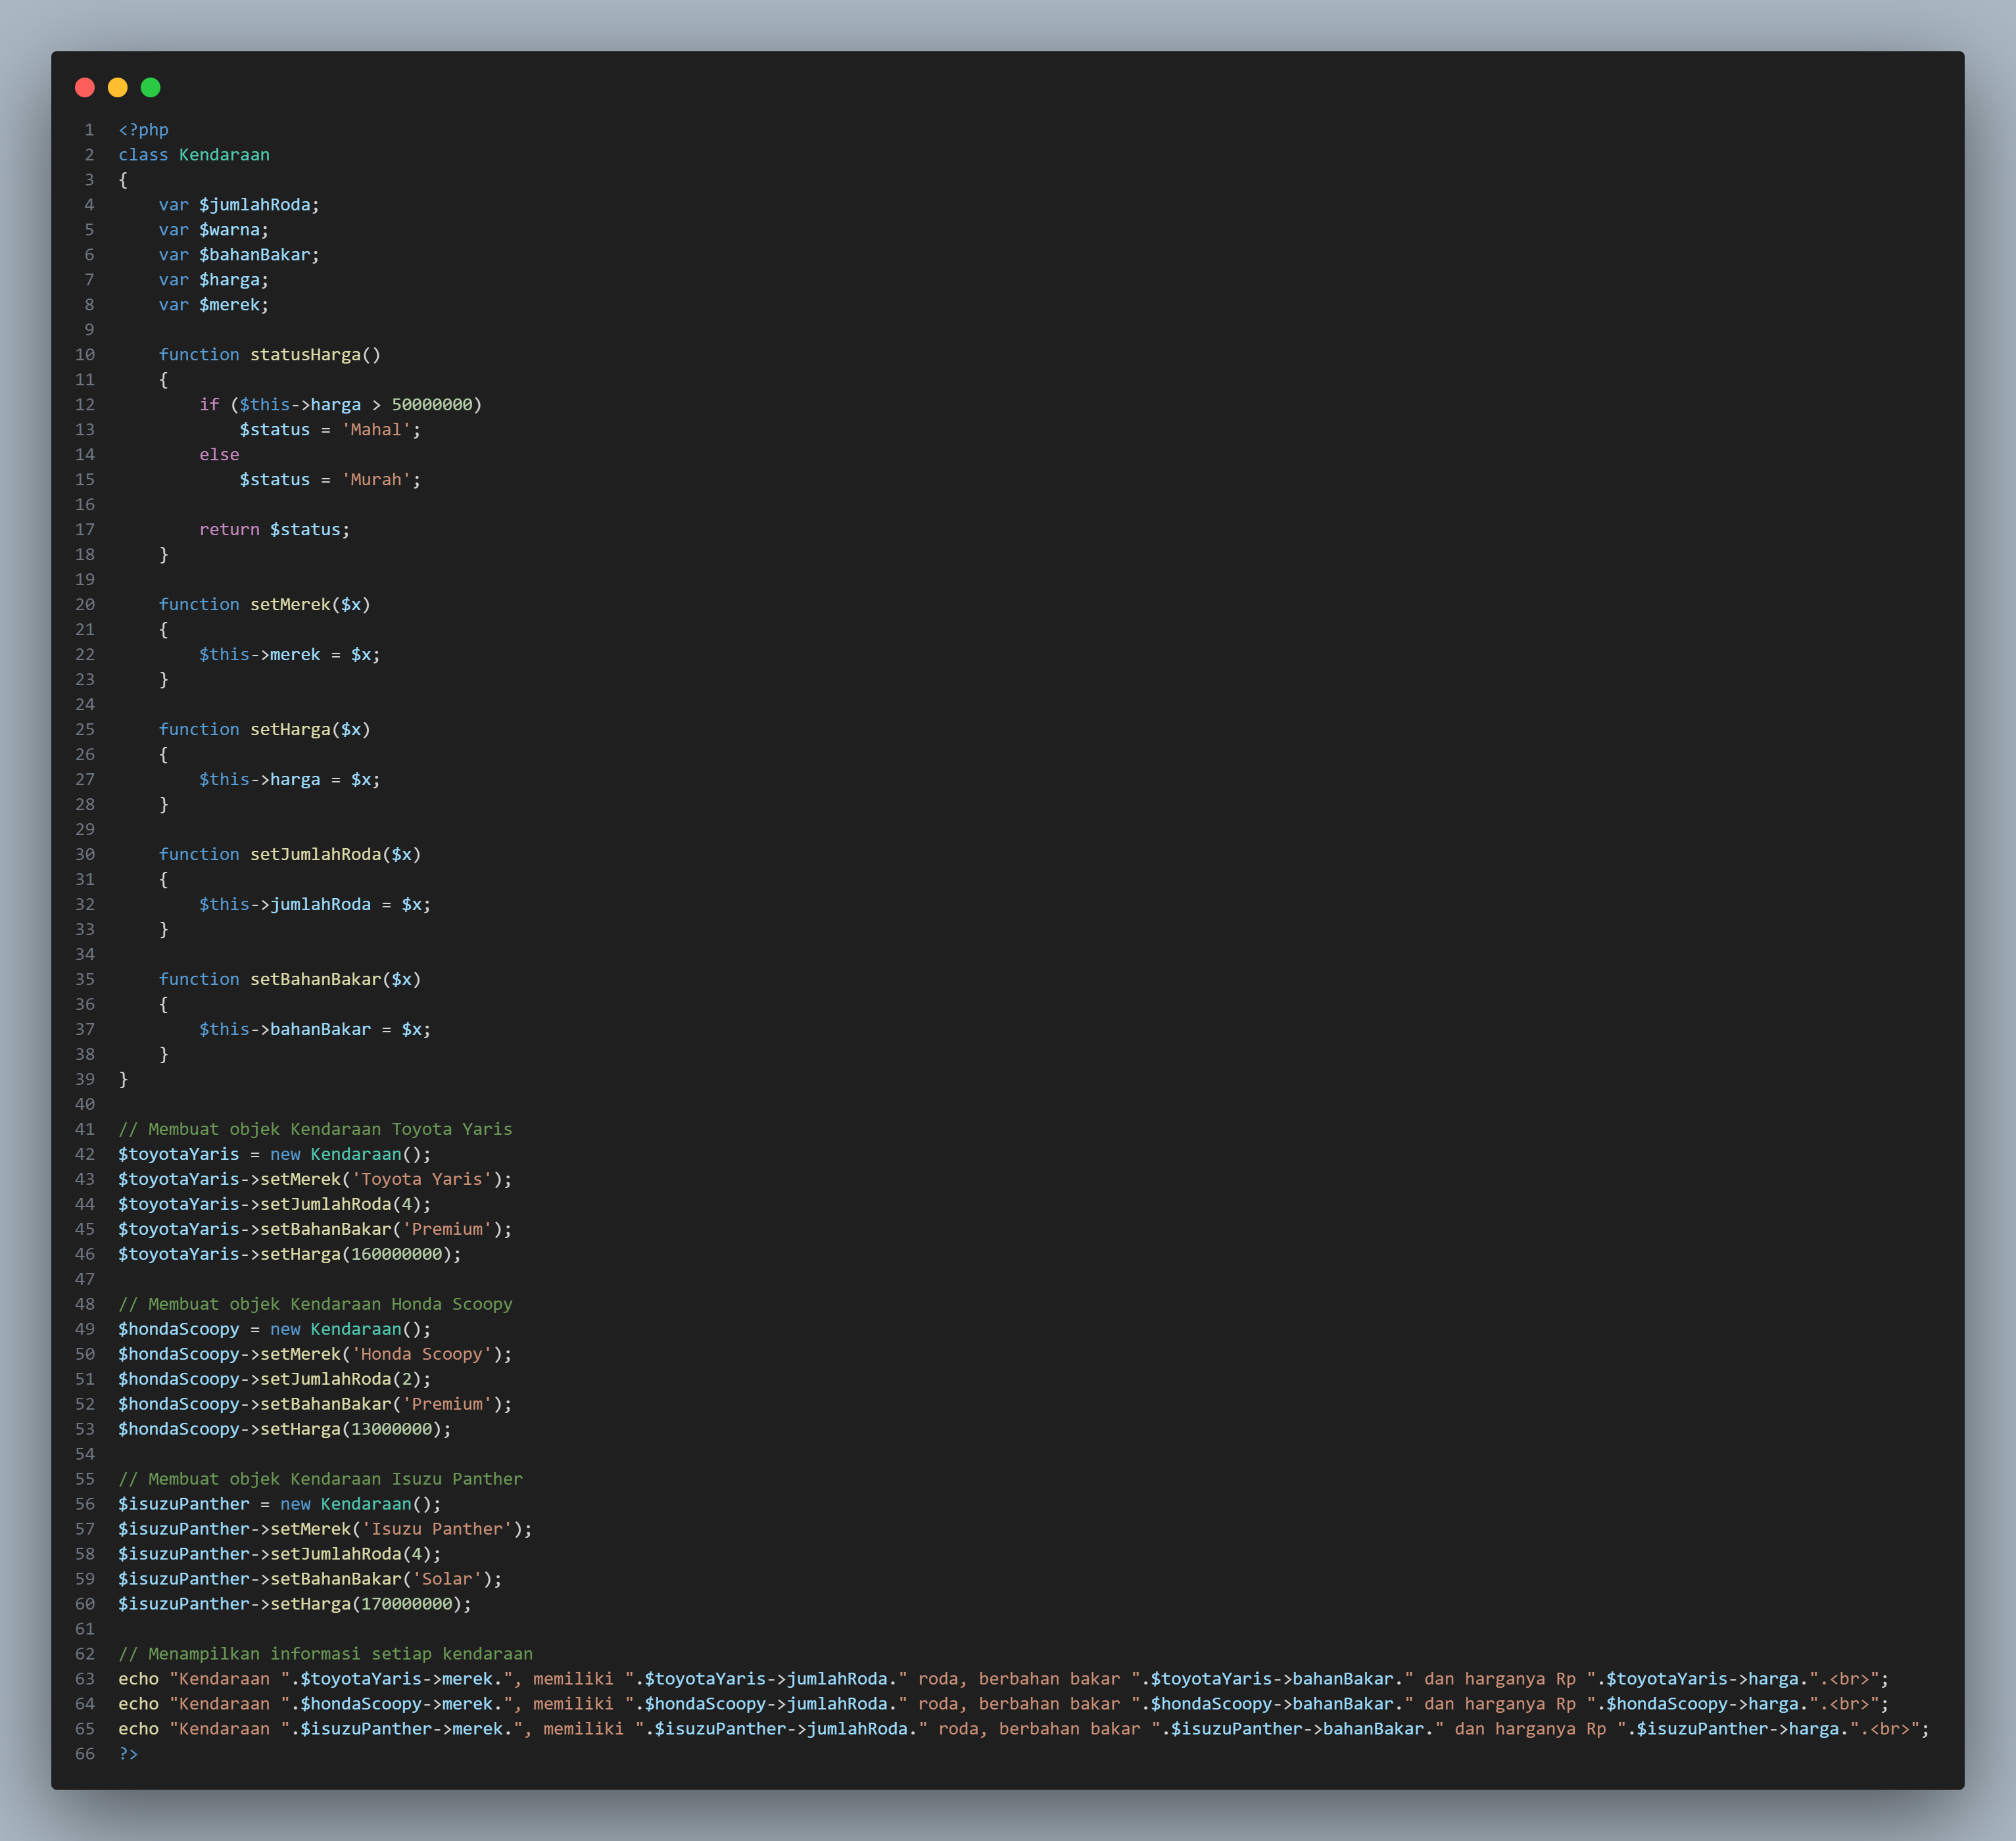 1 <?php
2 class Kendaraan
3 {
4     var $jumlahRoda;
5     var $warna;
6     var $bahanBakar;
7     var $harga;
8     var $merek;
9
10     function statusHarga()
11     {
12         if ($this->harga > 50000000)
13             $status = 'Mahal';
14         else
15             $status = 'Murah';
16
17         return $status;
18     }
19
20     function setMerek($x)
21     {
22         $this->merek = $x;
23     }
24
25     function setHarga($x)
26     {
27         $this->harga = $x;
28     }
29
30     function setJumlahRoda($x)
31     {
32         $this->jumlahRoda = $x;
33     }
34
35     function setBahanBakar($x)
36     {
37         $this->bahanBakar = $x;
38     }
39 }
40
41 // Membuat objek Kendaraan Toyota Yaris
42 $toyotaYaris = new Kendaraan();
43 $toyotaYaris->setMerek('Toyota Yaris');
44 $toyotaYaris->setJumlahRoda(4);
45 $toyotaYaris->setBahanBakar('Premium');
46 $toyotaYaris->setHarga(160000000);
47
48 // Membuat objek Kendaraan Honda Scoopy
49 $hondaScoopy = new Kendaraan();
50 $hondaScoopy->setMerek('Honda Scoopy');
51 $hondaScoopy->setJumlahRoda(2);
52 $hondaScoopy->setBahanBakar('Premium');
53 $hondaScoopy->setHarga(13000000);
54
55 // Membuat objek Kendaraan Isuzu Panther
56 $isuzuPanther = new Kendaraan();
57 $isuzuPanther->setMerek('Isuzu Panther');
58 $isuzuPanther->setJumlahRoda(4);
59 $isuzuPanther->setBahanBakar('Solar');
60 $isuzuPanther->setHarga(170000000);
61
62 // Menampilkan informasi setiap kendaraan
63 echo "Kendaraan ".$toyotaYaris->merek.", memiliki ".$toyotaYaris->jumlahRoda." roda, berbahan bakar ".$toyotaYaris->bahanBakar." dan harganya Rp ".$toyotaYaris->harga.".<br>";
64 echo "Kendaraan ".$hondaScoopy->merek.", memiliki ".$hondaScoopy->jumlahRoda." roda, berbahan bakar ".$hondaScoopy->bahanBakar." dan harganya Rp ".$hondaScoopy->harga.".<br>";
65 echo "Kendaraan ".$isuzuPanther->merek.", memiliki ".$isuzuPanther->jumlahRoda." roda, berbahan bakar ".$isuzuPanther->bahanBakar." dan harganya Rp ".$isuzuPanther->harga.".<br>";
66 ?>